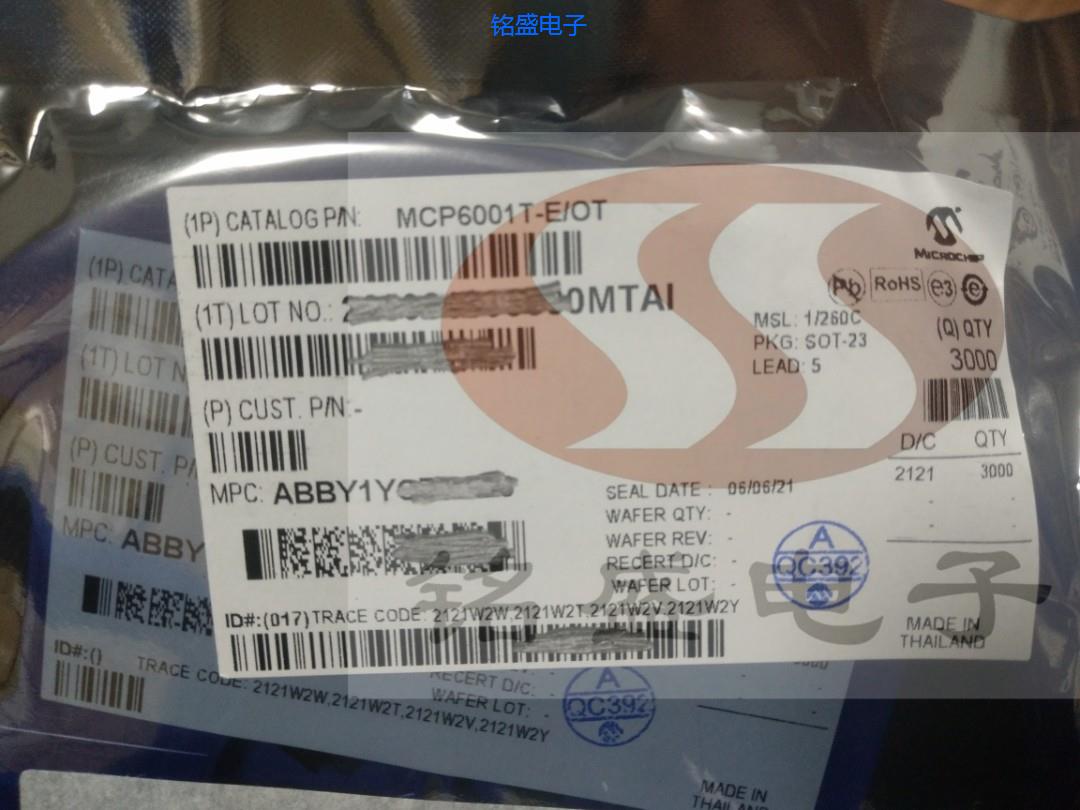 铭盛电子
(1P) CATALOG P/N: MCP6001T-E/OT
MICROCHIP
Pb RoHS e3 e
(1T) LOT NO.: 0MTAI
MSL: 1/260C
PKG: SOT-23
LEAD: 5
(Q) QTY
3000
(P) CUST. P/N:-
D/C QTY
2121 3000
- -
- -
MPC: ABBY1Y
SEAL DATE : 06/06/21
WAFER QTY: -
WAFER REV: -
RECERT D/C: -
WAFER LOT: -
A
QC392
ID#:(017) TRACE CODE: 2121W2W,2121W2T,2121W2V,2121W2Y
MADE IN
THAILAND
铭盛电子
(1P) CATA
(1T) LOT N
(P) CUST. P/
MPC: ABBY
ID#:()
TRACE CODE: 2121W2W,2121W2T,2121W2V,2121W2Y
RECERT D/C: -
WAFER LOT: -
A
QC392
MADE IN